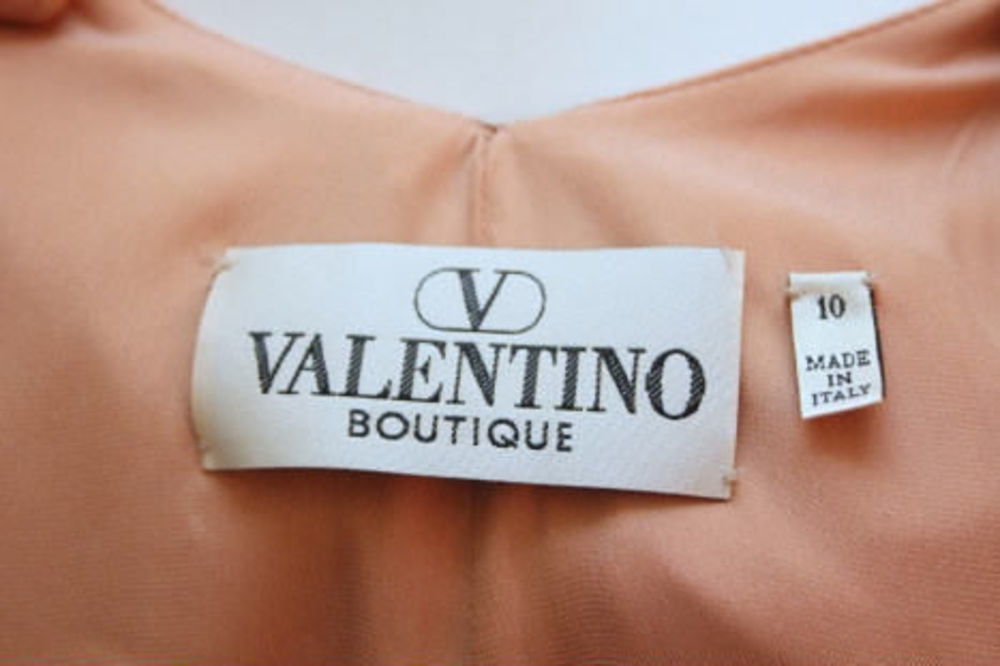 V
VALENTINO
BOUTIQUE
10
MADE
IN
ITALY